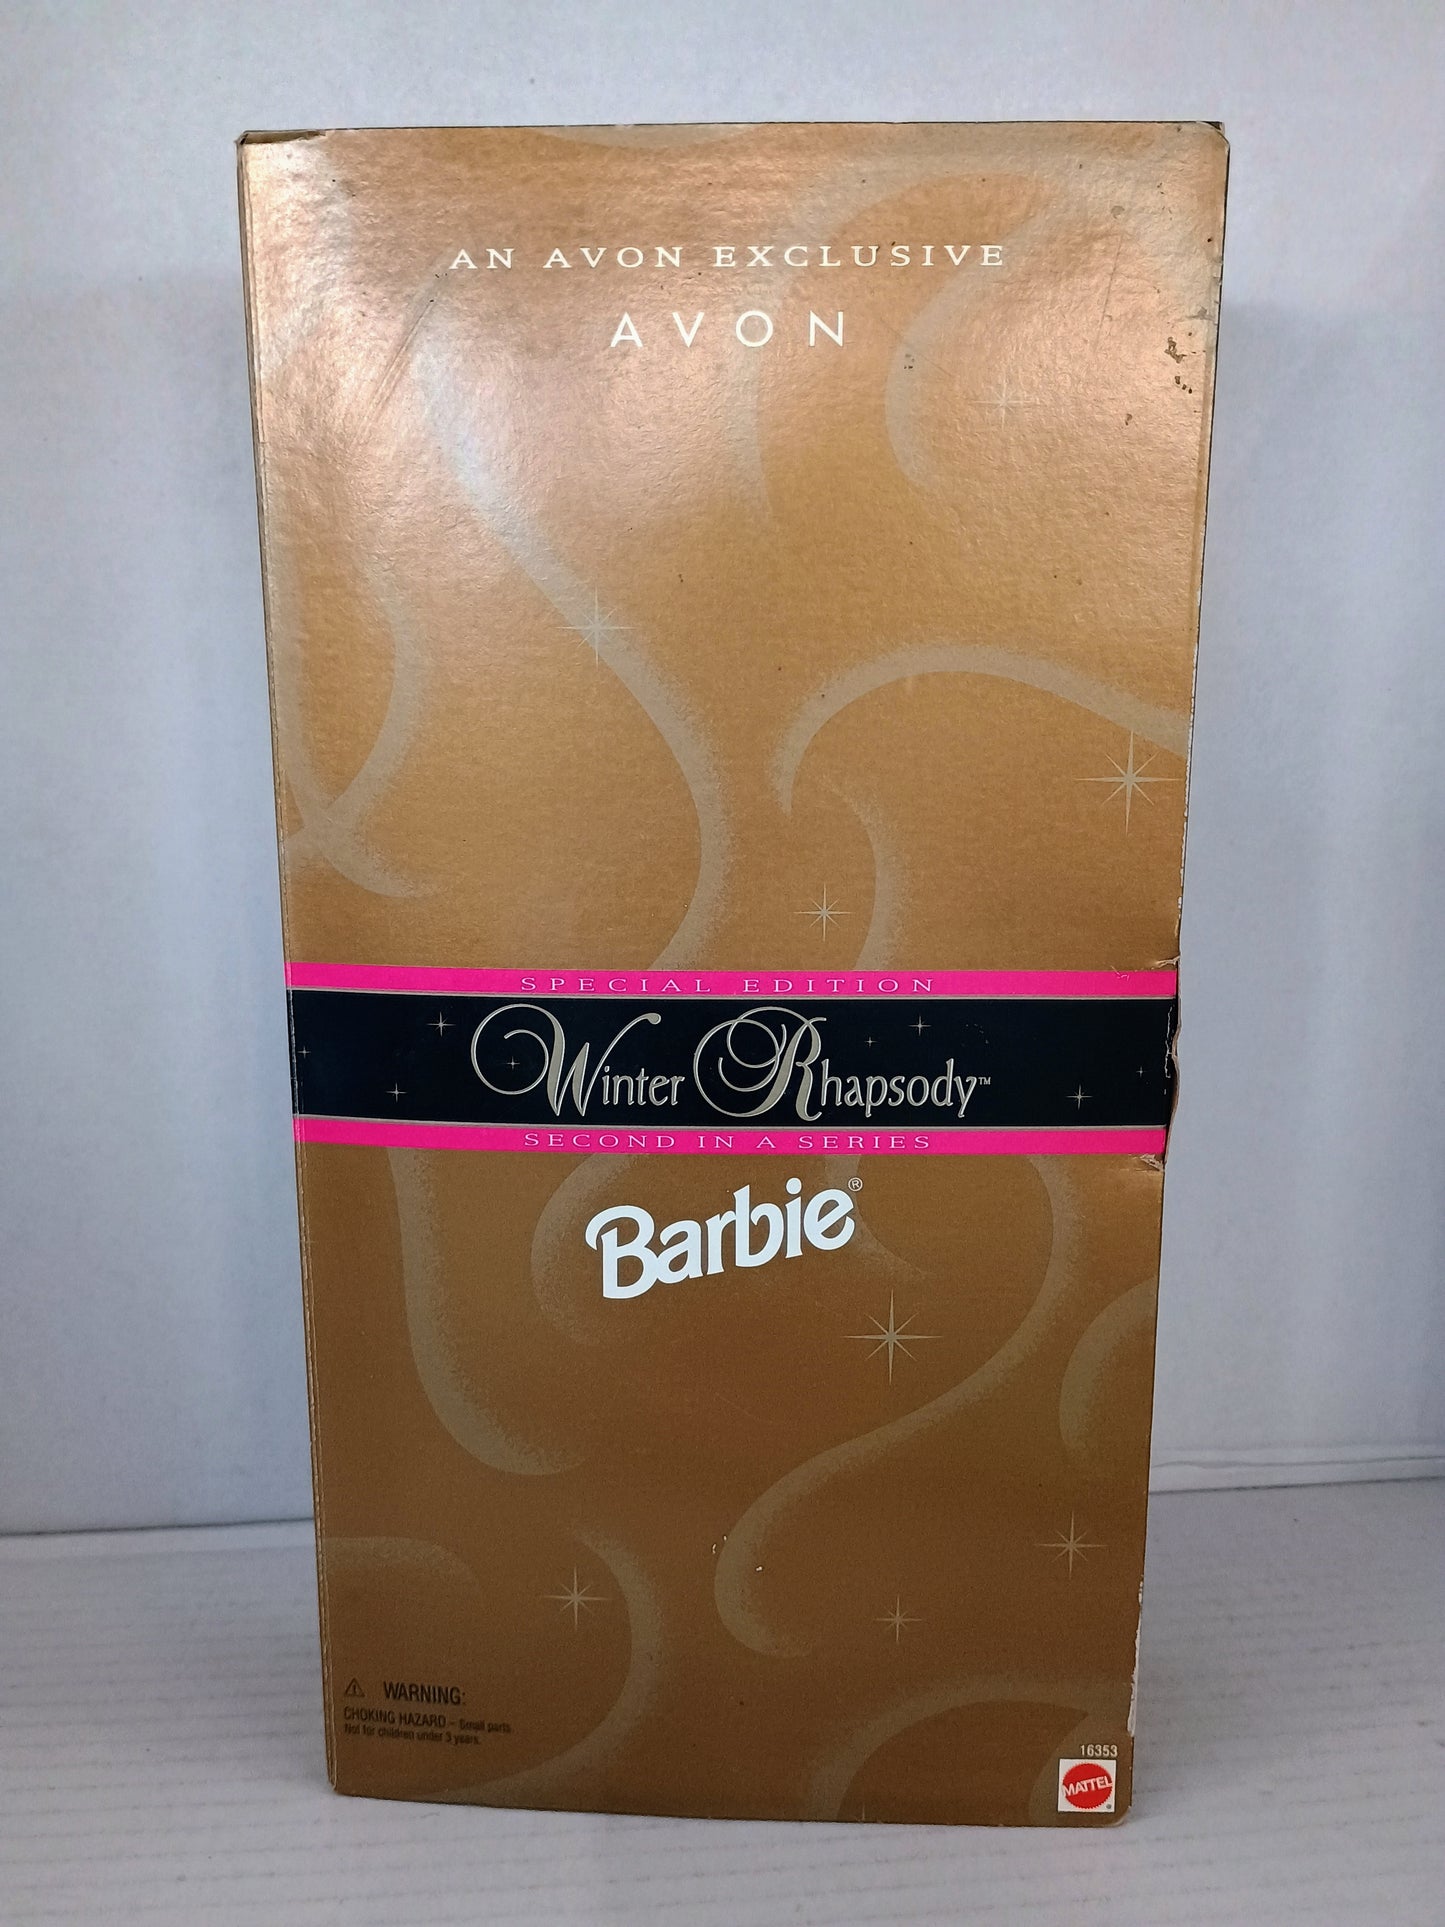 AN AVON EXCLUSIVE
AVON
SPECIAL EDITION
Winter Rhapsody™
SECOND IN A SERIES
Barbie®
⚠ WARNING:
CHOKING HAZARD – Small parts.
Not for children under 3 years.
16353
MATTEL®